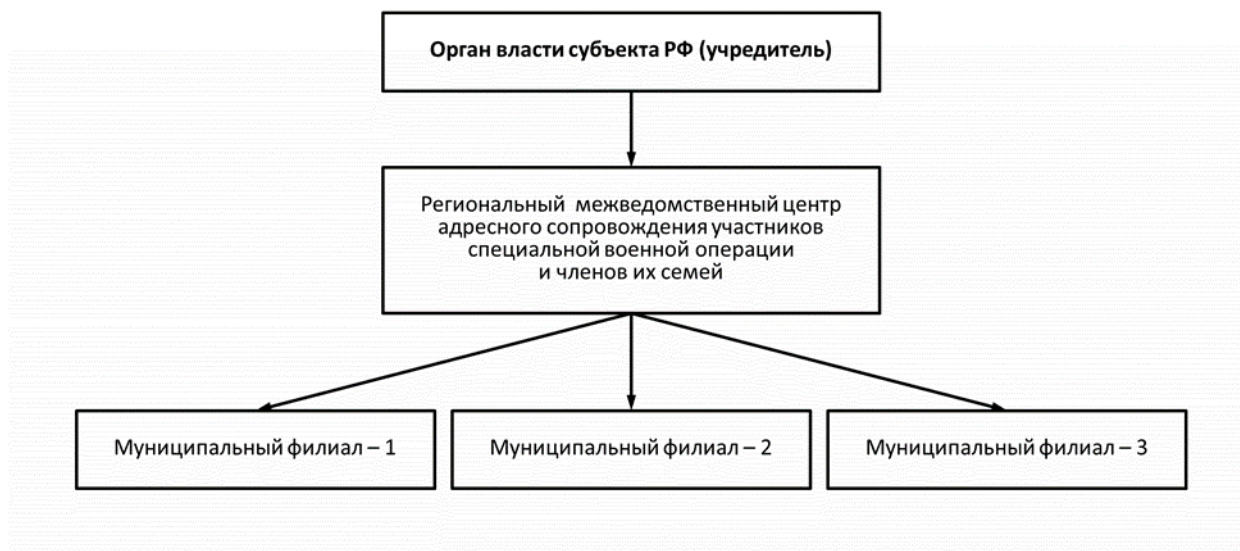 Орган власти субъекта РФ (учредитель)
Региональный межведомственный центр
адресного сопровождения участников
специальной военной операции
и членов их семей
Муниципальный филиал – 1
Муниципальный филиал – 2
Муниципальный филиал – 3